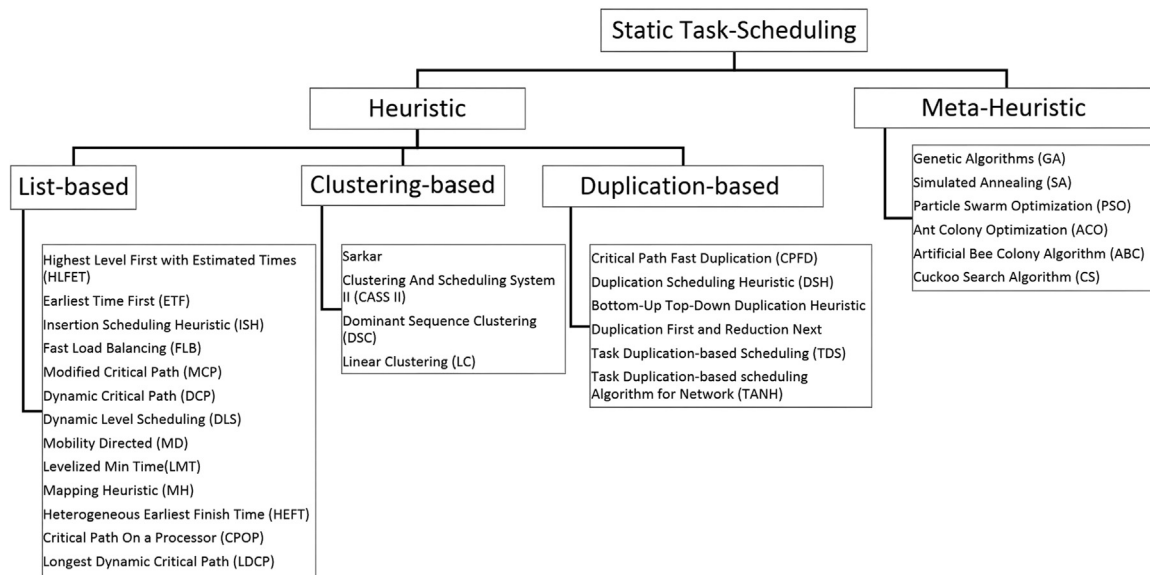 Static Task-Scheduling
Heuristic
Meta-Heuristic
List-based
Clustering-based
Duplication-based
Highest Level First with Estimated Times
(HLFET)
Earliest Time First (ETF)
Insertion Scheduling Heuristic (ISH)
Fast Load Balancing (FLB)
Modified Critical Path (MCP)
Dynamic Critical Path (DCP)
Dynamic Level Scheduling (DLS)
Mobility Directed (MD)
Levelized Min Time(LMT)
Mapping Heuristic (MH)
Heterogeneous Earliest Finish Time (HEFT)
Critical Path On a Processor (CPOP)
Longest Dynamic Critical Path (LDCP)
Sarkar
Clustering And Scheduling System
II (CASS II)
Dominant Sequence Clustering
(DSC)
Linear Clustering (LC)
Critical Path Fast Duplication (CPFD)
Duplication Scheduling Heuristic (DSH)
Bottom-Up Top-Down Duplication Heuristic
Duplication First and Reduction Next
Task Duplication-based Scheduling (TDS)
Task Duplication-based scheduling
Algorithm for Network (TANH)
Genetic Algorithms (GA)
Simulated Annealing (SA)
Particle Swarm Optimization (PSO)
Ant Colony Optimization (ACO)
Artificial Bee Colony Algorithm (ABC)
Cuckoo Search Algorithm (CS)